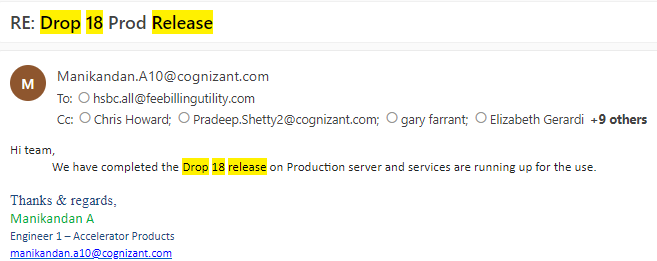 RE: Drop 18 Prod Release
M
Manikandan.A10@cognizant.com
To: hsbc.all@feebillingutility.com
Cc: Chris Howard; Pradeep.Shetty2@cognizant.com; gary farrant; Elizabeth Gerardi +9 others
Hi team,
We have completed the Drop 18 release on Production server and services are running up for the use.
Thanks & regards,
Manikandan A
Engineer 1 – Accelerator Products
manikandan.a10@cognizant.com